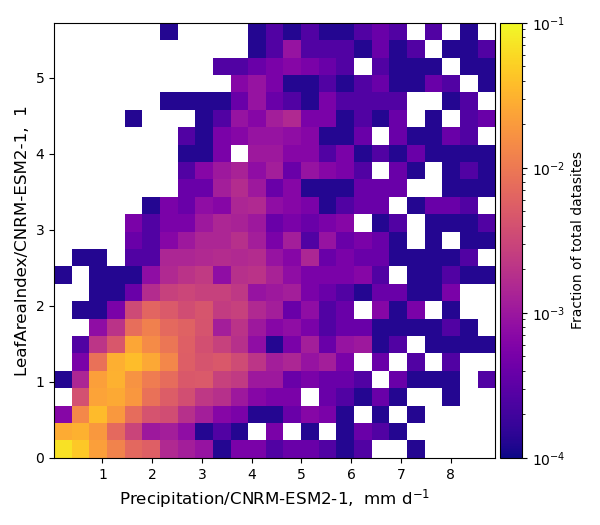 LeafAreaIndex/CNRM-ESM2-1,  1
5
4
3
2
1
0
1 2 3 4 5 6 7 8
Precipitation/CNRM-ESM2-1,  mm d⁻¹
10⁻¹
10⁻²
10⁻³
10⁻⁴
Fraction of total datasites